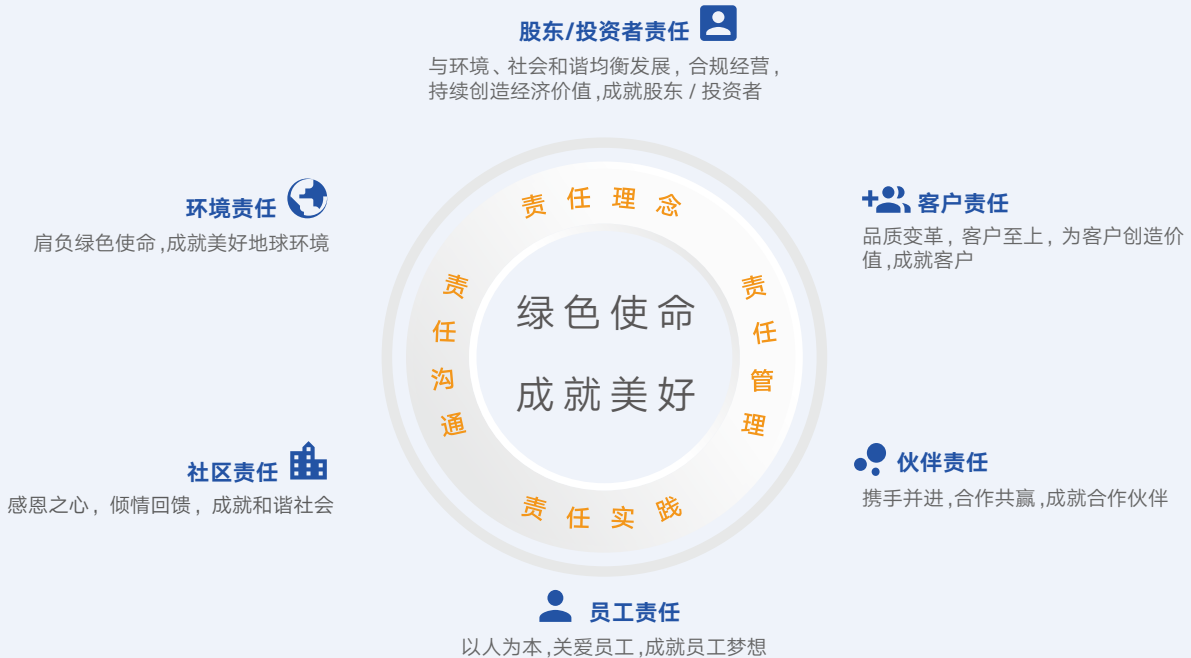 股东/投资者责任
与环境、社会和谐均衡发展, 合规经营,
持续创造经济价值,成就股东 / 投资者
环境责任
肩负绿色使命,成就美好地球环境
客户责任
品质变革, 客户至上, 为客户创造价
值,成就客户
责任理念
责任沟通
绿色使命
成就美好
责任管理
责任实践
社区责任
感恩之心, 倾情回馈, 成就和谐社会
伙伴责任
携手并进,合作共赢,成就合作伙伴
员工责任
以人为本,关爱员工,成就员工梦想